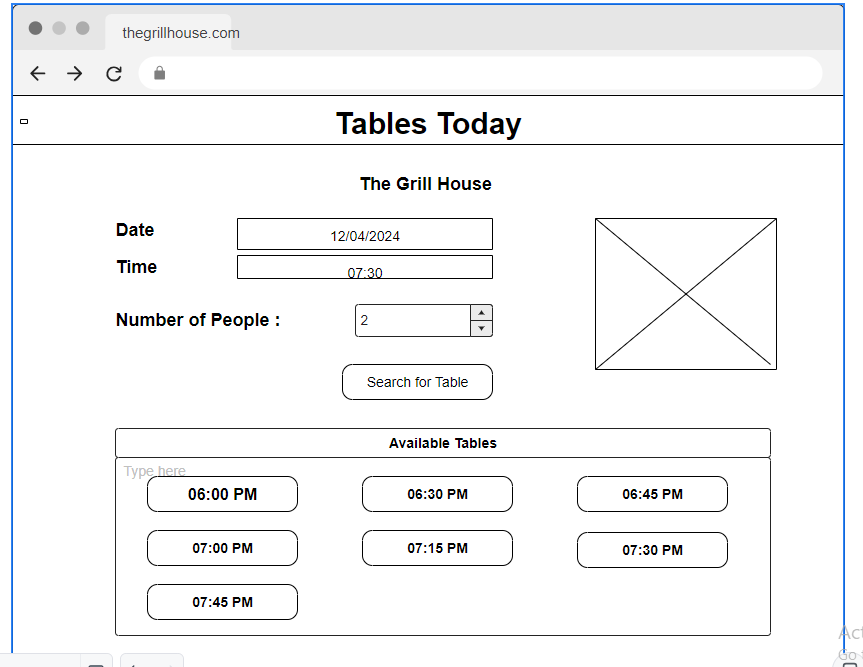 thegrillhouse.com
Tables Today
The Grill House
Date 12/04/2024
Time 07:30
Number of People : 2
Search for Table
Available Tables
Type here
06:00 PM 06:30 PM 06:45 PM
07:00 PM 07:15 PM 07:30 PM
07:45 PM